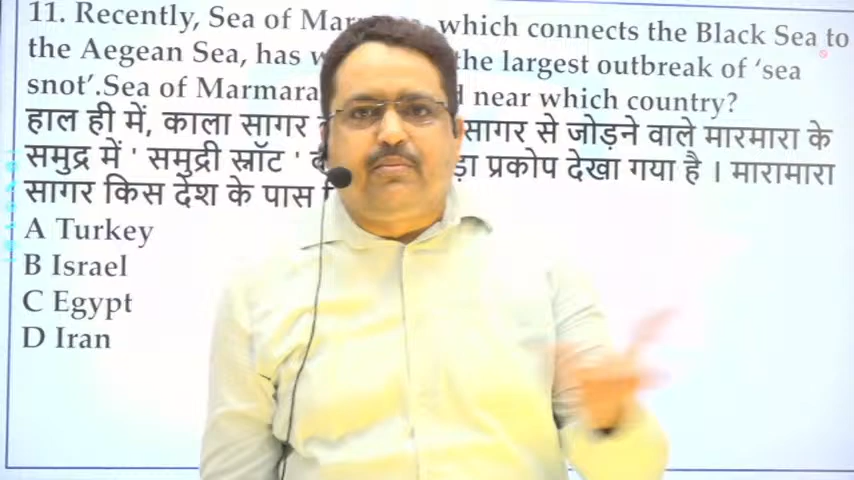 11. Recently, Sea of which connects the Black Sea to
the Aegean Sea, has the largest outbreak of ‘sea
snot’.Sea of Marmara near which country?
हाल ही में, काला सागर सागर से जोड़ने वाले मारमारा के
समुद्र में ' समुद्री स्नॉट ' प्रकोप देखा गया है । मारामारा
सागर किस देश के पास
A Turkey
B Israel
C Egypt
D Iran